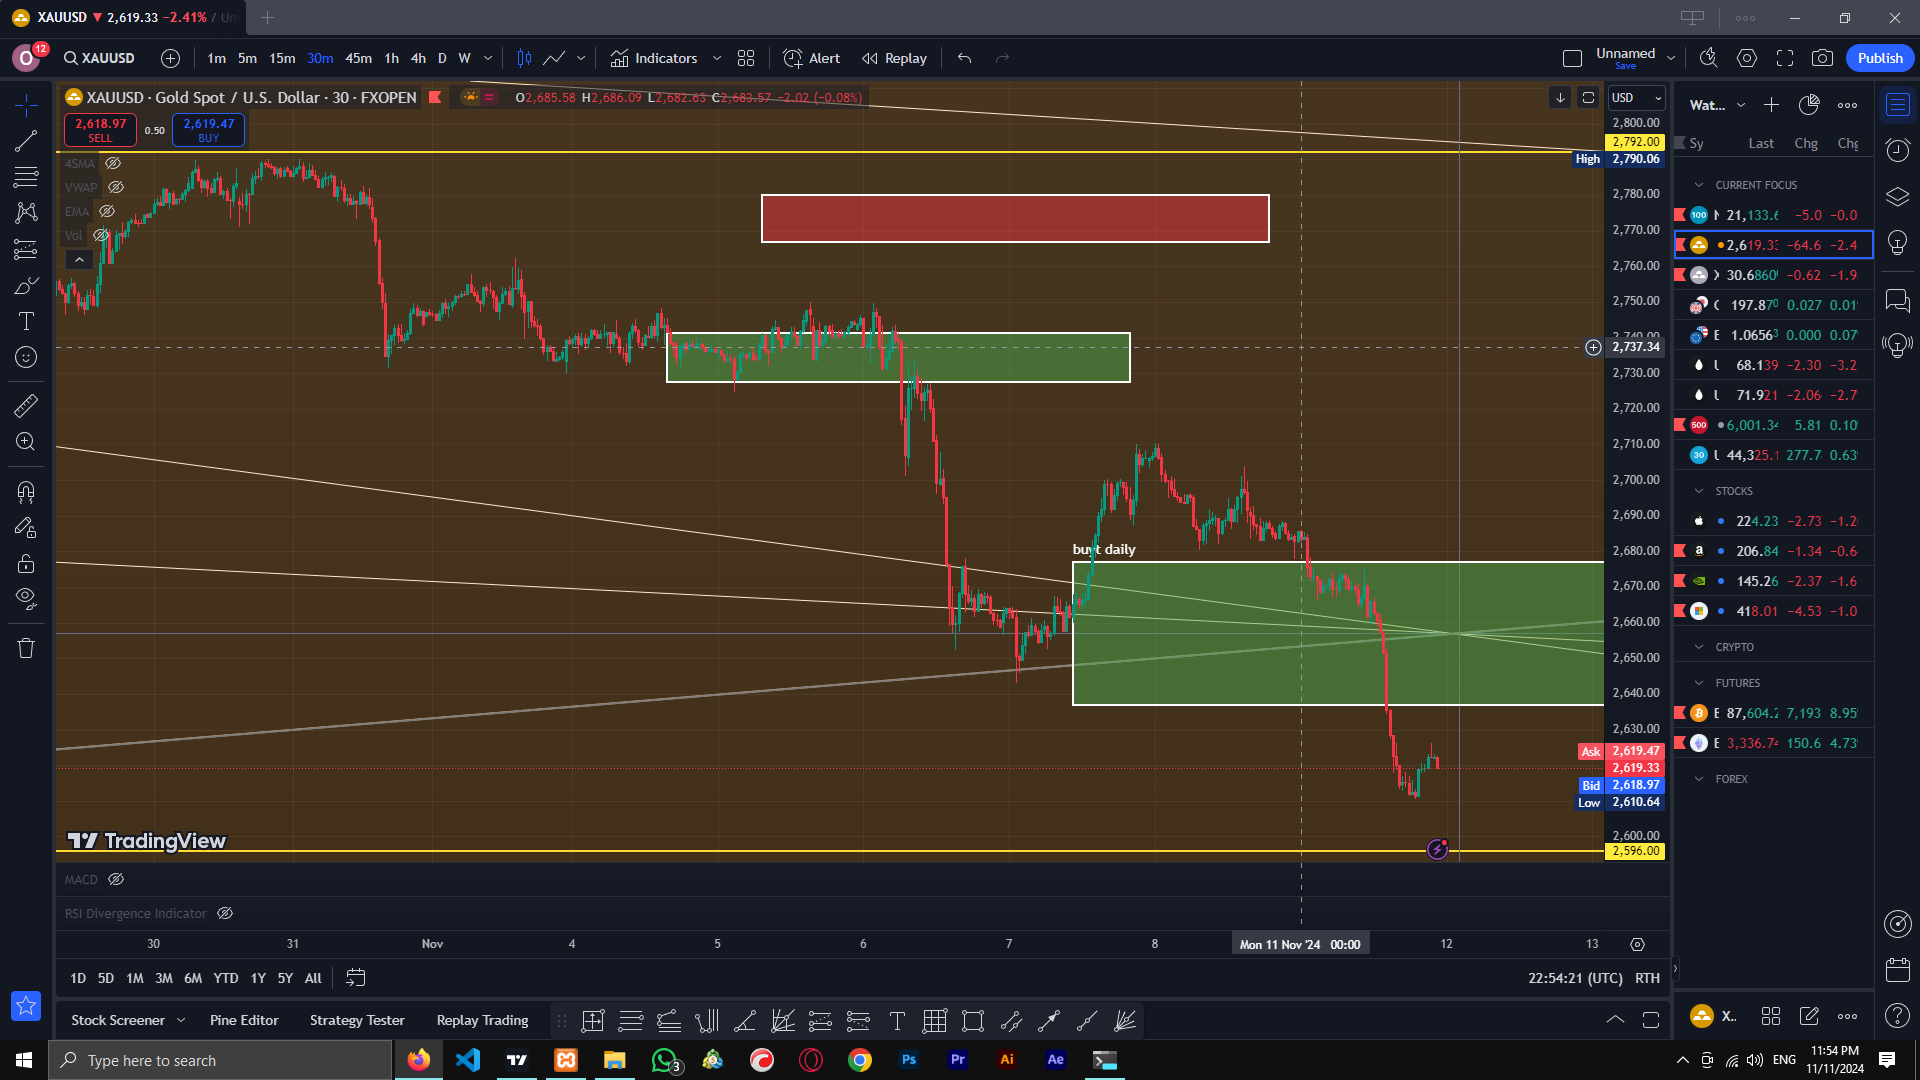 XAUUSD ▼ 2,619.33 −2.41% / Un
O 12 XAUUSD 1m 5m 15m 30m 45m 1h 4h D W Indicators Alert Replay Unnamed Save Publish
XAUUSD · Gold Spot / U.S. Dollar · 30 · FXOPEN O2,685.58 H2,686.09 L2,682.63 C2,683.57 −2.02 (−0.08%)
2,618.97 SELL 0.50 2,619.47 BUY
4SMA
VWAP
EMA
Vol
USD
2,800.00
2,792.00
High 2,790.06
2,780.00
2,770.00
2,760.00
2,750.00
2,740.00
2,737.34
2,730.00
2,720.00
2,710.00
2,700.00
2,690.00
2,680.00
2,670.00
2,660.00
2,650.00
2,640.00
2,630.00
Ask 2,619.47
2,619.33
Bid 2,618.97
Low 2,610.64
2,600.00
2,596.00
buyt daily
TradingView
MACD
RSI Divergence Indicator
30 31 Nov 4 5 6 7 8 Mon 11 Nov '24 00:00 12 13
1D 5D 1M 3M 6M YTD 1Y 5Y All 22:54:21 (UTC) RTH
Stock Screener Pine Editor Strategy Tester Replay Trading
Wat...
Sy Last Chg Chg
CURRENT FOCUS
100 21,133.6 −5.0 −0.0
2,619.33 −64.6 −2.4
X 30.6860 −0.62 −1.9
197.870 0.027 0.01
E 1.06563 0.000 0.07
68.139 −2.30 −3.2
71.921 −2.06 −2.7
500 6,001.34 5.81 0.10
30 44,325.1 277.7 0.63
STOCKS
224.23 −2.73 −1.2
a 206.84 −1.34 −0.6
145.26 −2.37 −1.6
418.01 −4.53 −1.0
CRYPTO
FUTURES
87,604.2 7,193 8.95
3,336.74 150.6 4.73
FOREX
X..
Type here to search
3
Ps Pr Ai Ae
ENG
11:54 PM
11/11/2024